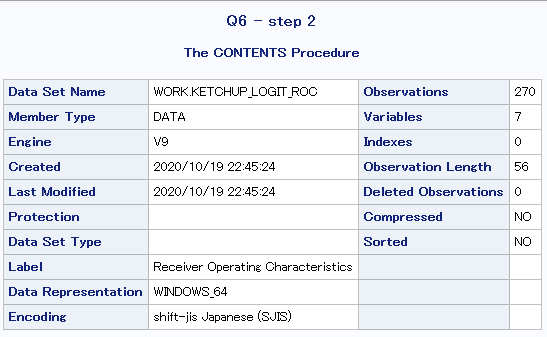 Q6 - step 2
The CONTENTS Procedure
Data Set Name WORK.KETCHUP_LOGIT_ROC Observations 270
Member Type DATA Variables 7
Engine V9 Indexes 0
Created 2020/10/19 22:45:24 Observation Length 56
Last Modified 2020/10/19 22:45:24 Deleted Observations 0
Protection Compressed NO
Data Set Type Sorted NO
Label Receiver Operating Characteristics
Data Representation WINDOWS_64
Encoding shift-jis Japanese (SJIS)